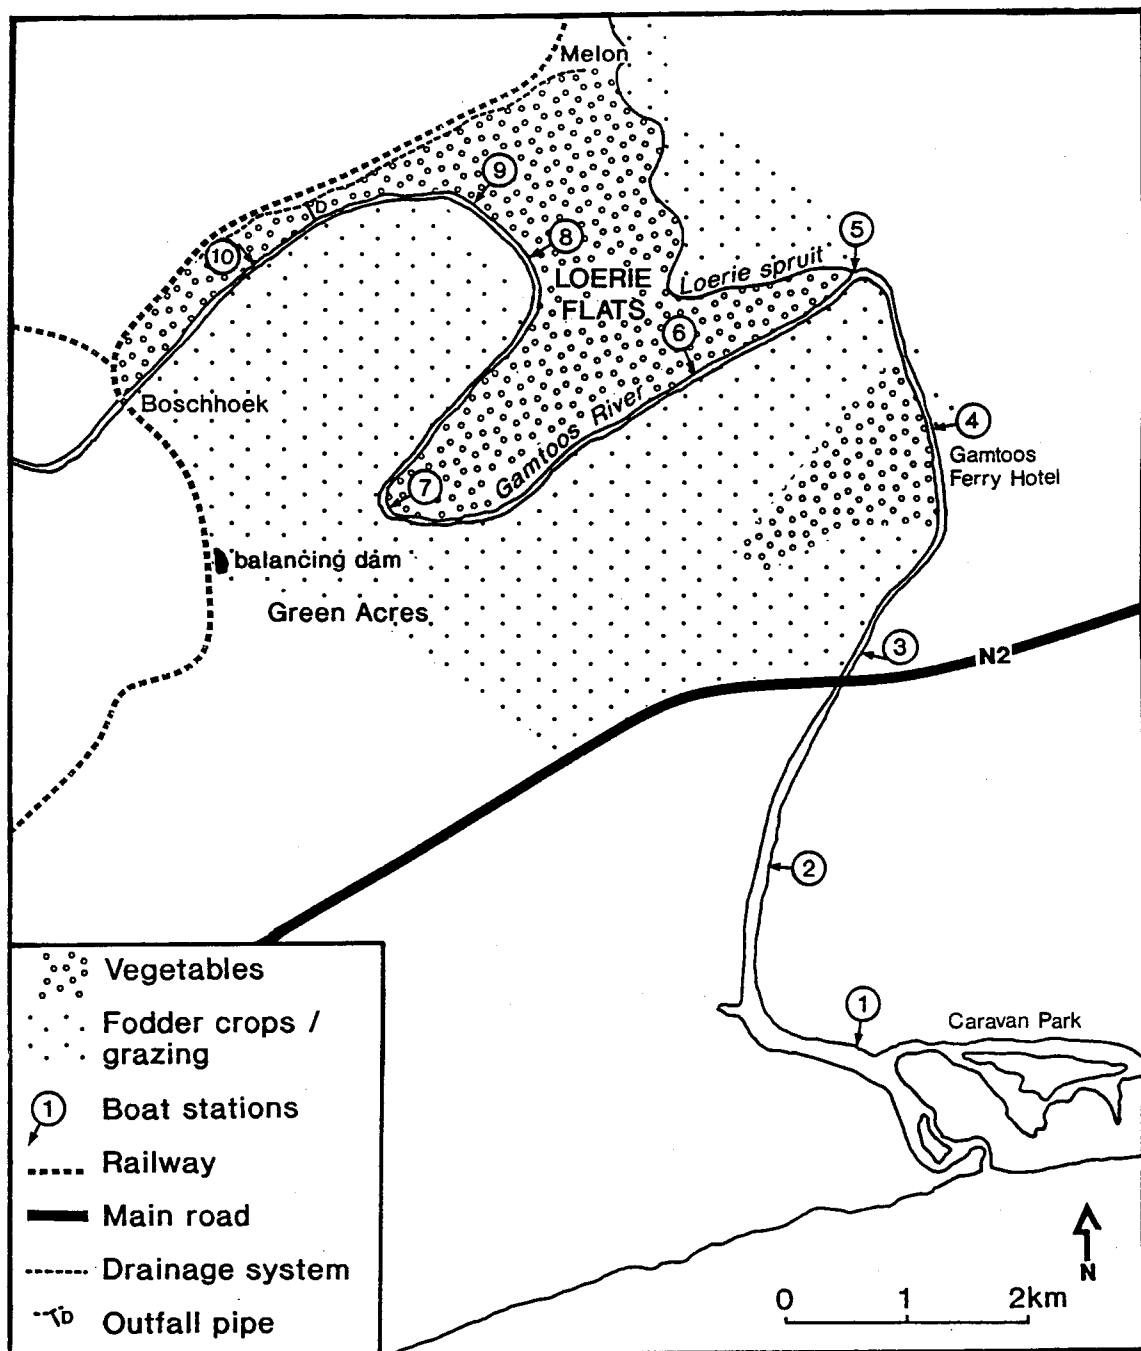 Melon
9
8
10
D
5
LOERIE
FLATS
Loerie spruit
6
Boschhoek
Gamtoos River
4
Gamtoos
Ferry Hotel
7
balancing dam
Green Acres
3
N2
2
1
Caravan Park
Vegetables
Fodder crops /
grazing
1 Boat stations
Railway
Main road
Drainage system
D Outfall pipe
N
0 1 2km